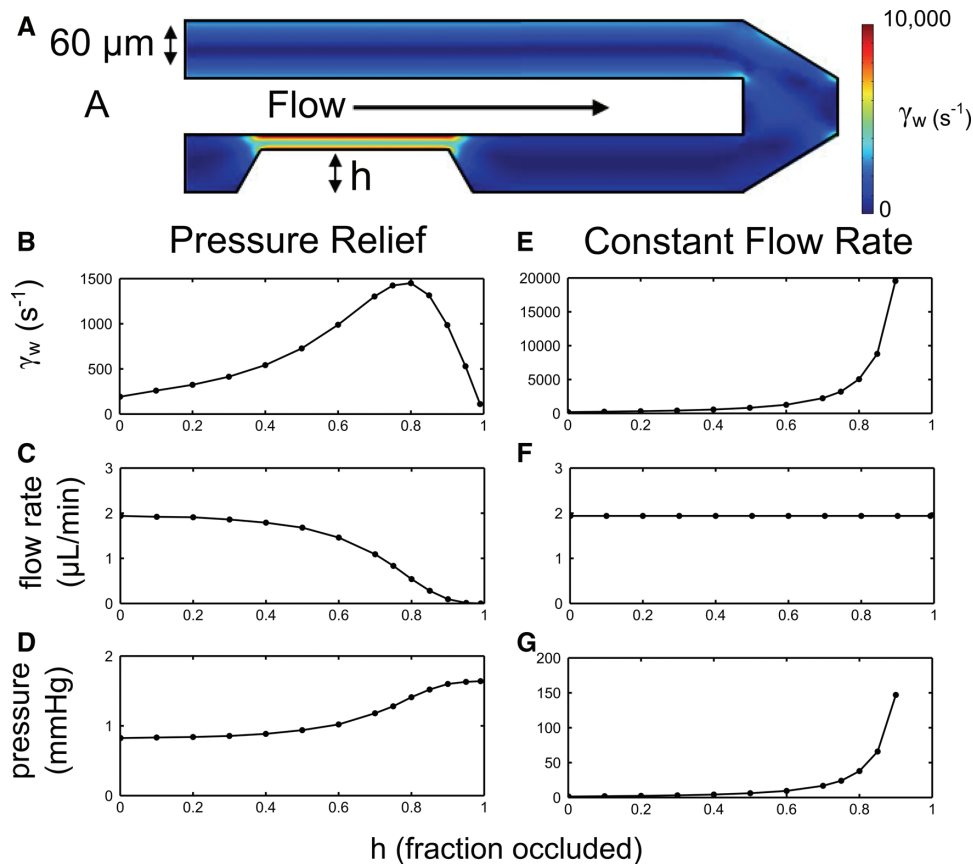 A
60 µm
A
Flow
h
10,000
γw (s-1)
0
B
Pressure Relief
E
Constant Flow Rate
γw (s-1)
1500
1000
500
0
0 0.2 0.4 0.6 0.8 1
20000
15000
10000
5000
0
0 0.2 0.4 0.6 0.8 1
C
flow rate
(µL/min)
3
2
1
0
0 0.2 0.4 0.6 0.8 1
F
3
2
1
0
0 0.2 0.4 0.6 0.8 1
D
pressure
(mmHg)
2
1
0
0 0.2 0.4 0.6 0.8 1
G
200
150
100
50
0
0 0.2 0.4 0.6 0.8 1
h (fraction occluded)